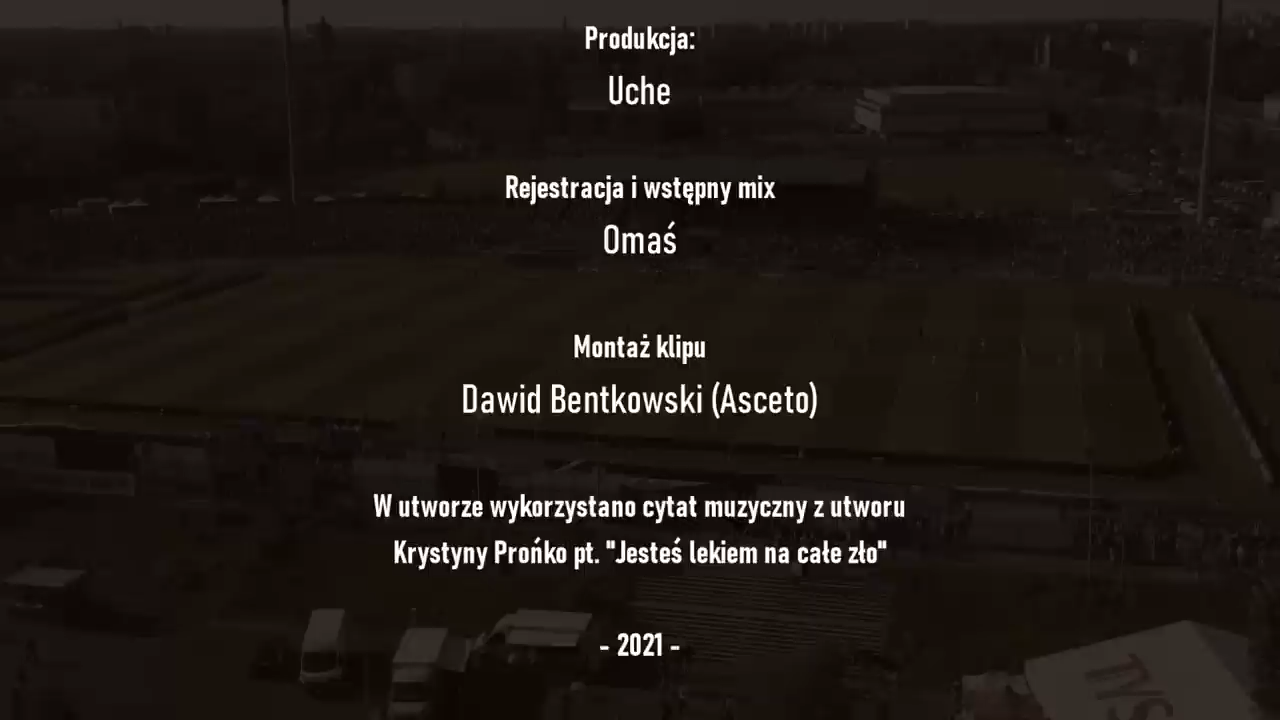 Produkcja:
Uche
Rejestracja i wstępny mix
Omaś
Montaż klipu
Dawid Bentkowski (Asceto)
W utworze wykorzystano cytat muzyczny z utworu
Krystyny Prońko pt. "Jesteś lekiem na całe zło"
- 2021 -